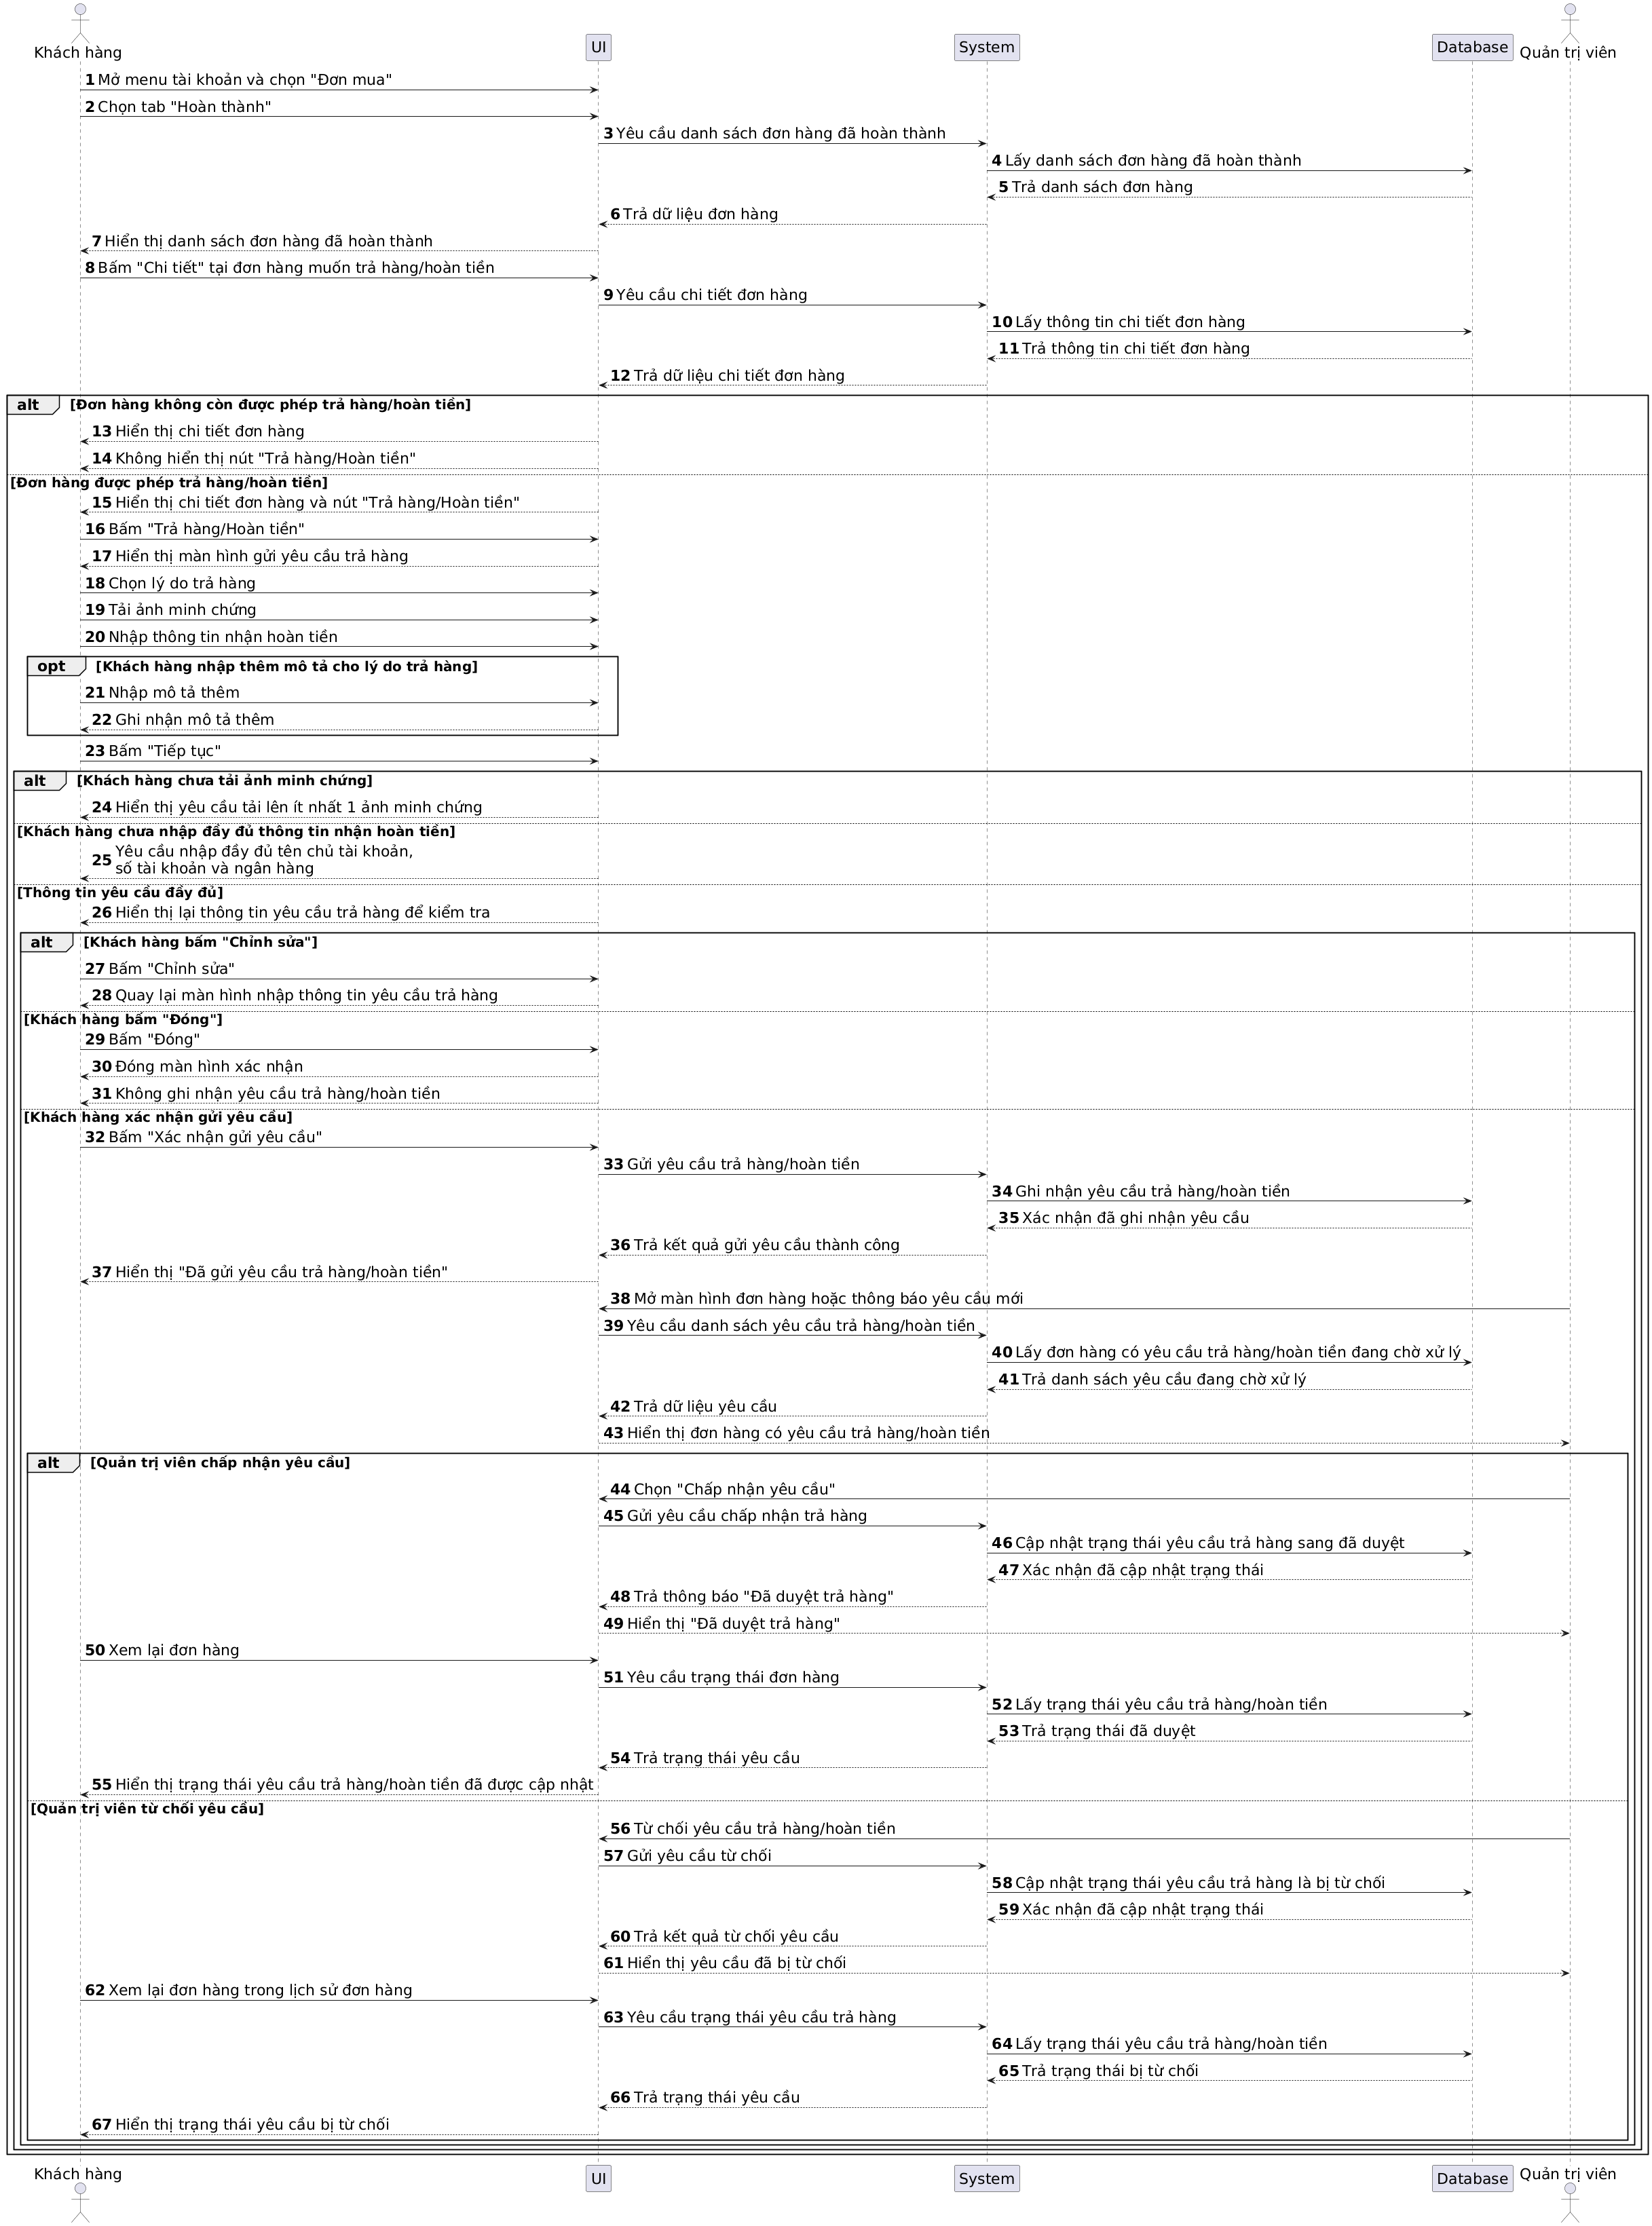 Khách hàng
UI
System
Database
Quản trị viên
1 Mở menu tài khoản và chọn "Đơn mua"
2 Chọn tab "Hoàn thành"
3 Yêu cầu danh sách đơn hàng đã hoàn thành
4 Lấy danh sách đơn hàng đã hoàn thành
5 Trả danh sách đơn hàng
6 Trả dữ liệu đơn hàng
7 Hiển thị danh sách đơn hàng đã hoàn thành
8 Bấm "Chi tiết" tại đơn hàng muốn trả hàng/hoàn tiền
9 Yêu cầu chi tiết đơn hàng
10 Lấy thông tin chi tiết đơn hàng
11 Trả thông tin chi tiết đơn hàng
12 Trả dữ liệu chi tiết đơn hàng
alt [Đơn hàng không còn được phép trả hàng/hoàn tiền]
13 Hiển thị chi tiết đơn hàng
14 Không hiển thị nút "Trả hàng/Hoàn tiền"
[Đơn hàng được phép trả hàng/hoàn tiền]
15 Hiển thị chi tiết đơn hàng và nút "Trả hàng/Hoàn tiền"
16 Bấm "Trả hàng/Hoàn tiền"
17 Hiển thị màn hình gửi yêu cầu trả hàng
18 Chọn lý do trả hàng
19 Tải ảnh minh chứng
20 Nhập thông tin nhận hoàn tiền
opt [Khách hàng nhập thêm mô tả cho lý do trả hàng]
21 Nhập mô tả thêm
22 Ghi nhận mô tả thêm
23 Bấm "Tiếp tục"
alt [Khách hàng chưa tải ảnh minh chứng]
24 Hiển thị yêu cầu tải lên ít nhất 1 ảnh minh chứng
[Khách hàng chưa nhập đầy đủ thông tin nhận hoàn tiền]
25 Yêu cầu nhập đầy đủ tên chủ tài khoản,
số tài khoản và ngân hàng
[Thông tin yêu cầu đầy đủ]
26 Hiển thị lại thông tin yêu cầu trả hàng để kiểm tra
alt [Khách hàng bấm "Chỉnh sửa"]
27 Bấm "Chỉnh sửa"
28 Quay lại màn hình nhập thông tin yêu cầu trả hàng
[Khách hàng bấm "Đóng"]
29 Bấm "Đóng"
30 Đóng màn hình xác nhận
31 Không ghi nhận yêu cầu trả hàng/hoàn tiền
[Khách hàng xác nhận gửi yêu cầu]
32 Bấm "Xác nhận gửi yêu cầu"
33 Gửi yêu cầu trả hàng/hoàn tiền
34 Ghi nhận yêu cầu trả hàng/hoàn tiền
35 Xác nhận đã ghi nhận yêu cầu
36 Trả kết quả gửi yêu cầu thành công
37 Hiển thị "Đã gửi yêu cầu trả hàng/hoàn tiền"
38 Mở màn hình đơn hàng hoặc thông báo yêu cầu mới
39 Yêu cầu danh sách yêu cầu trả hàng/hoàn tiền
40 Lấy đơn hàng có yêu cầu trả hàng/hoàn tiền đang chờ xử lý
41 Trả danh sách yêu cầu đang chờ xử lý
42 Trả dữ liệu yêu cầu
43 Hiển thị đơn hàng có yêu cầu trả hàng/hoàn tiền
alt [Quản trị viên chấp nhận yêu cầu]
44 Chọn "Chấp nhận yêu cầu"
45 Gửi yêu cầu chấp nhận trả hàng
46 Cập nhật trạng thái yêu cầu trả hàng sang đã duyệt
47 Xác nhận đã cập nhật trạng thái
48 Trả thông báo "Đã duyệt trả hàng"
49 Hiển thị "Đã duyệt trả hàng"
50 Xem lại đơn hàng
51 Yêu cầu trạng thái đơn hàng
52 Lấy trạng thái yêu cầu trả hàng/hoàn tiền
53 Trả trạng thái đã duyệt
54 Trả trạng thái yêu cầu
55 Hiển thị trạng thái yêu cầu trả hàng/hoàn tiền đã được cập nhật
[Quản trị viên từ chối yêu cầu]
56 Từ chối yêu cầu trả hàng/hoàn tiền
57 Gửi yêu cầu từ chối
58 Cập nhật trạng thái yêu cầu trả hàng là bị từ chối
59 Xác nhận đã cập nhật trạng thái
60 Trả kết quả từ chối yêu cầu
61 Hiển thị yêu cầu đã bị từ chối
62 Xem lại đơn hàng trong lịch sử đơn hàng
63 Yêu cầu trạng thái yêu cầu trả hàng
64 Lấy trạng thái yêu cầu trả hàng/hoàn tiền
65 Trả trạng thái bị từ chối
66 Trả trạng thái yêu cầu
67 Hiển thị trạng thái yêu cầu bị từ chối
Khách hàng
UI
System
Database
Quản trị viên